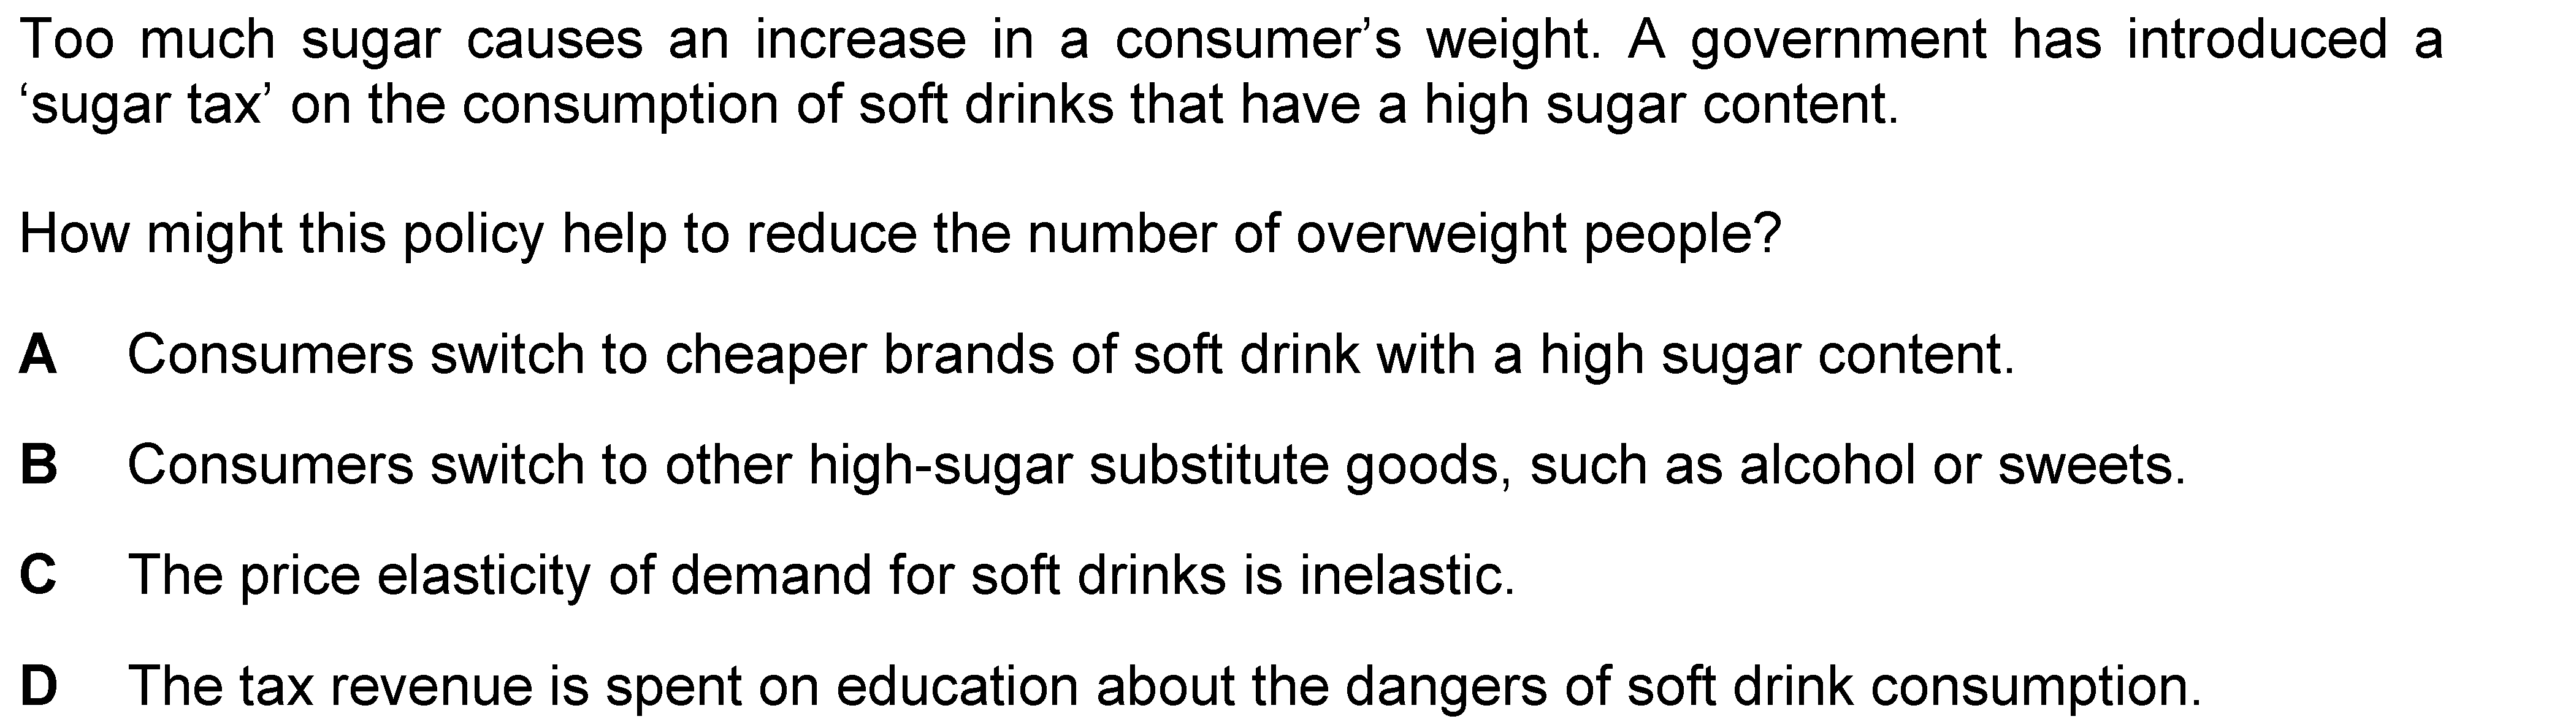 Too much sugar causes an increase in a consumer’s weight. A government has introduced a
‘sugar tax’ on the consumption of soft drinks that have a high sugar content.
How might this policy help to reduce the number of overweight people?
A Consumers switch to cheaper brands of soft drink with a high sugar content.
B Consumers switch to other high-sugar substitute goods, such as alcohol or sweets.
C The price elasticity of demand for soft drinks is inelastic.
D The tax revenue is spent on education about the dangers of soft drink consumption.